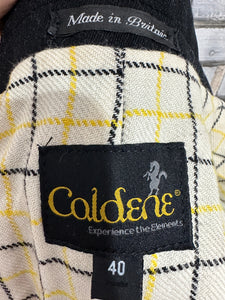 Made in Britain
Caldene®
Experience the Elements
40